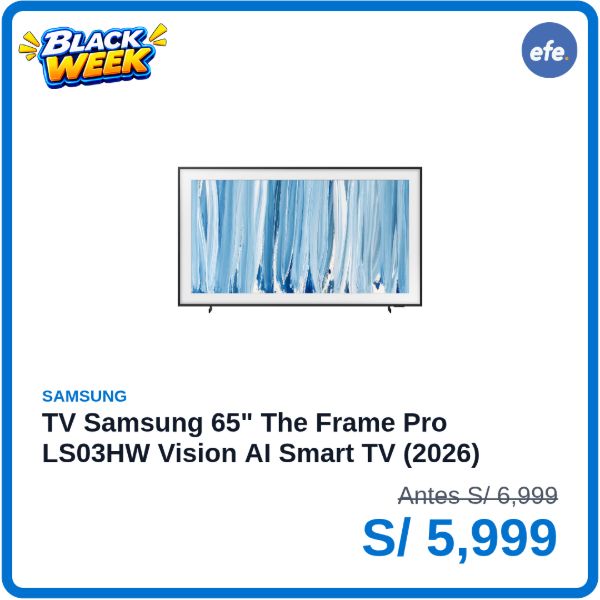 BLACK
WEEK
efe.
SAMSUNG
TV Samsung 65" The Frame Pro
LS03HW Vision AI Smart TV (2026)
Antes S/ 6,999
S/ 5,999